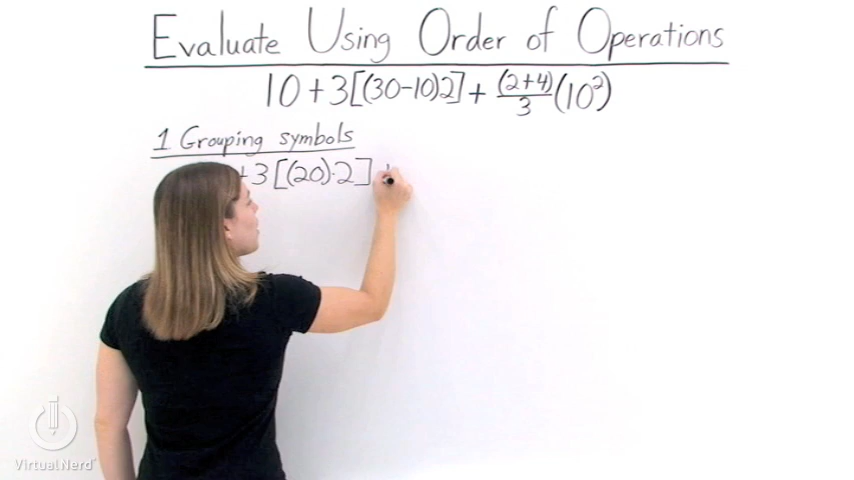 Evaluate Using Order of Operations
10+3[(30-10)2]+ (2+4)/3 (10²)
1 Grouping symbols
+3[(20)·2] +
VirtualNerd